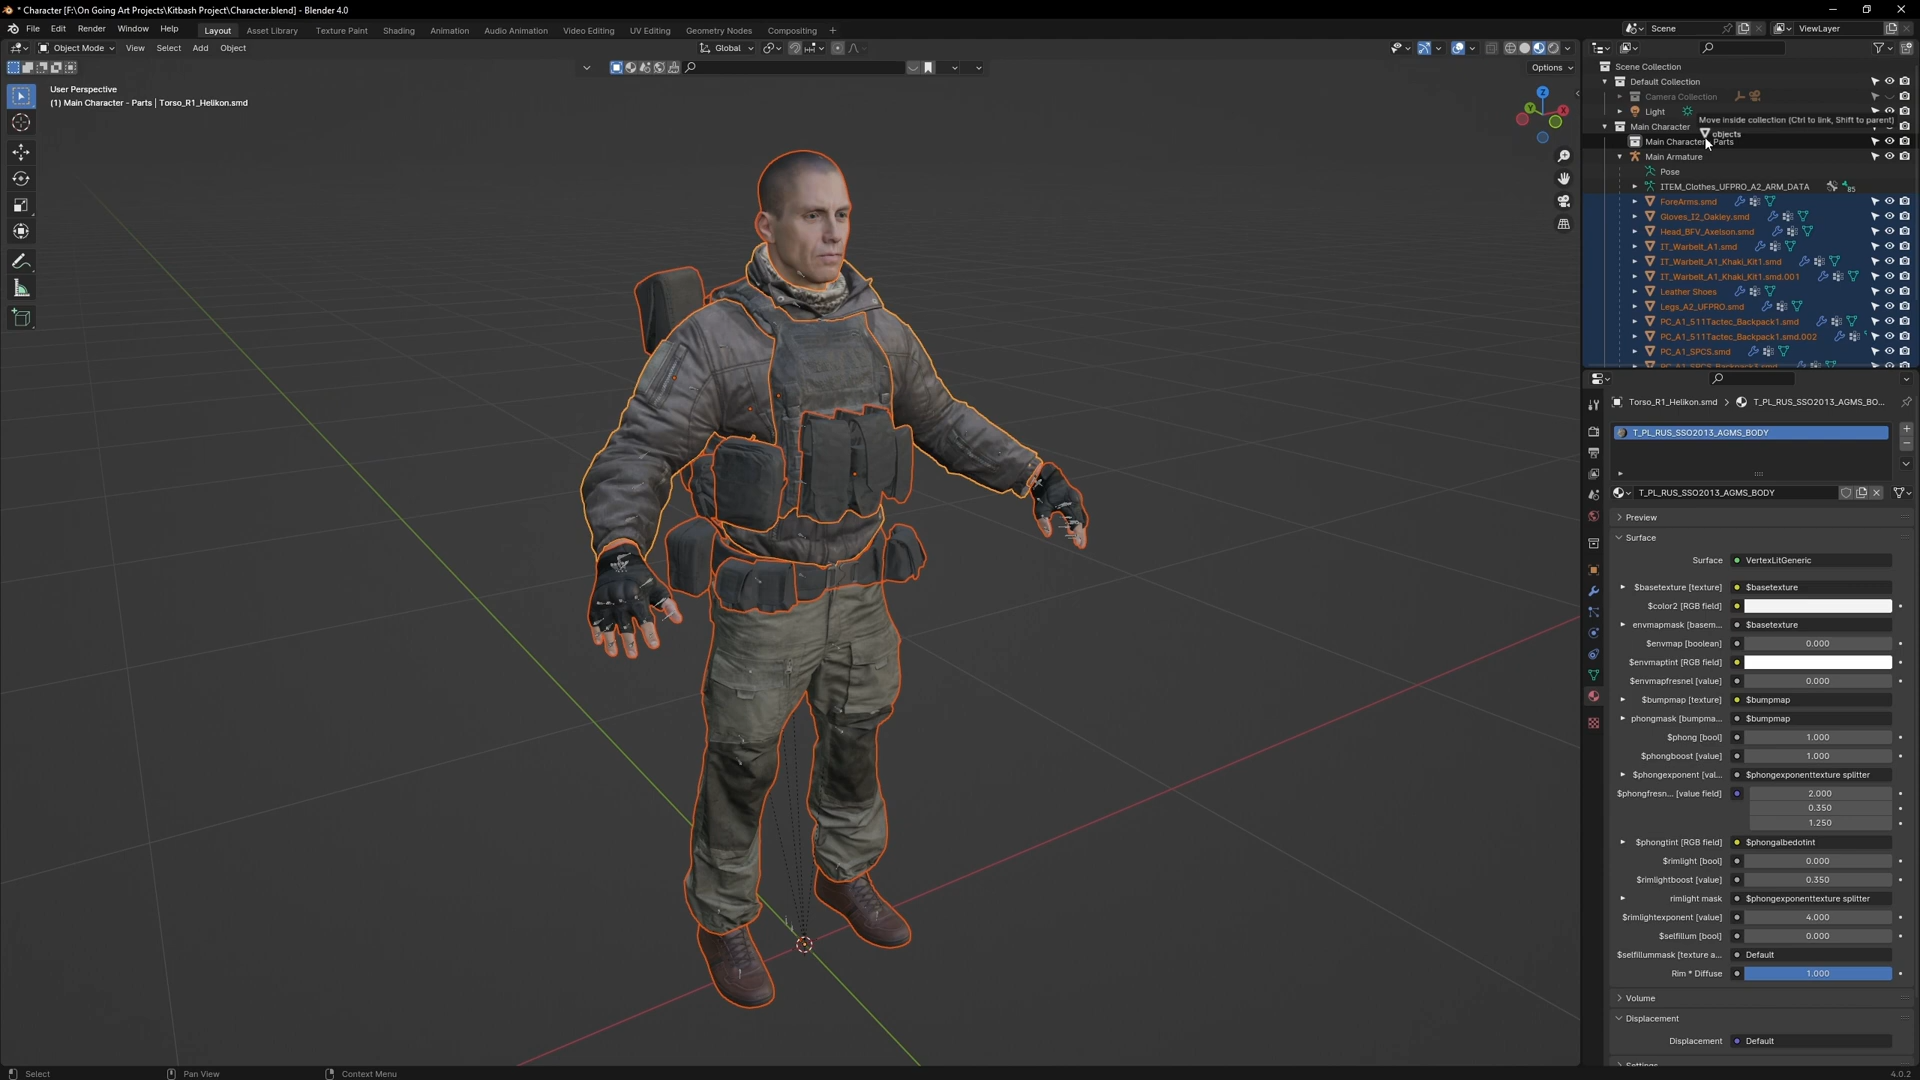 * Character [F:\On Going Art Projects\Kitbash Project\Character.blend] - Blender 4.0
File Edit Render Window Help Layout Asset Library Texture Paint Shading Animation Audio Animation Video Editing UV Editing Geometry Nodes Compositing + Scene ViewLayer
Object Mode View Select Add Object Global
Options
User Perspective
(1) Main Character - Parts | Torso_R1_Helikon.smd
Scene Collection
Default Collection
Camera Collection
Light
Move inside collection (Ctrl to link, Shift to parent)
Main Character
objects
Main Character Parts
Main Armature
Pose
ITEM_Clothes_UFPRO_A2_ARM_DATA 85
ForeArms.smd
Gloves_I2_Oakley.smd
Head_BFV_Axelson.smd
IT_Warbelt_A1.smd
IT_Warbelt_A1_Khaki_Kit1.smd
IT_Warbelt_A1_Khaki_Kit1.smd.001
Leather Shoes
Legs_A2_UFPRO.smd
PC_A1_511Tactec_Backpack1.smd
PC_A1_511Tactec_Backpack1.smd.002
PC_A1_SPCS.smd
Torso_R1_Helikon.smd > T_PL_RUS_SSO2013_AGMS_BO...
T_PL_RUS_SSO2013_AGMS_BODY
T_PL_RUS_SSO2013_AGMS_BODY
Preview
Surface
Surface VertexLitGeneric
$basetexture [texture] $basetexture
$color2 [RGB field]
envmapmask [basem... $basetexture
$envmap [boolean] 0.000
$envmaptint [RGB field]
$envmapfresnel [value] 0.000
$bumpmap [texture] $bumpmap
phongmask [bumpma... $bumpmap
$phong [bool] 1.000
$phongboost [value] 1.000
$phongexponent [val... $phongexponenttexture splitter
$phongfresn... [value field] 2.000
0.350
1.250
$phongtint [RGB field] $phongalbedotint
$rimlight [bool] 0.000
$rimlightboost [value] 0.350
rimlight mask $phongexponenttexture splitter
$rimlightexponent [value] 4.000
$selfillum [bool] 0.000
$selfillummask [texture a... Default
Rim * Diffuse 1.000
Volume
Displacement
Displacement Default
Select Pan View Context Menu 4.0.2